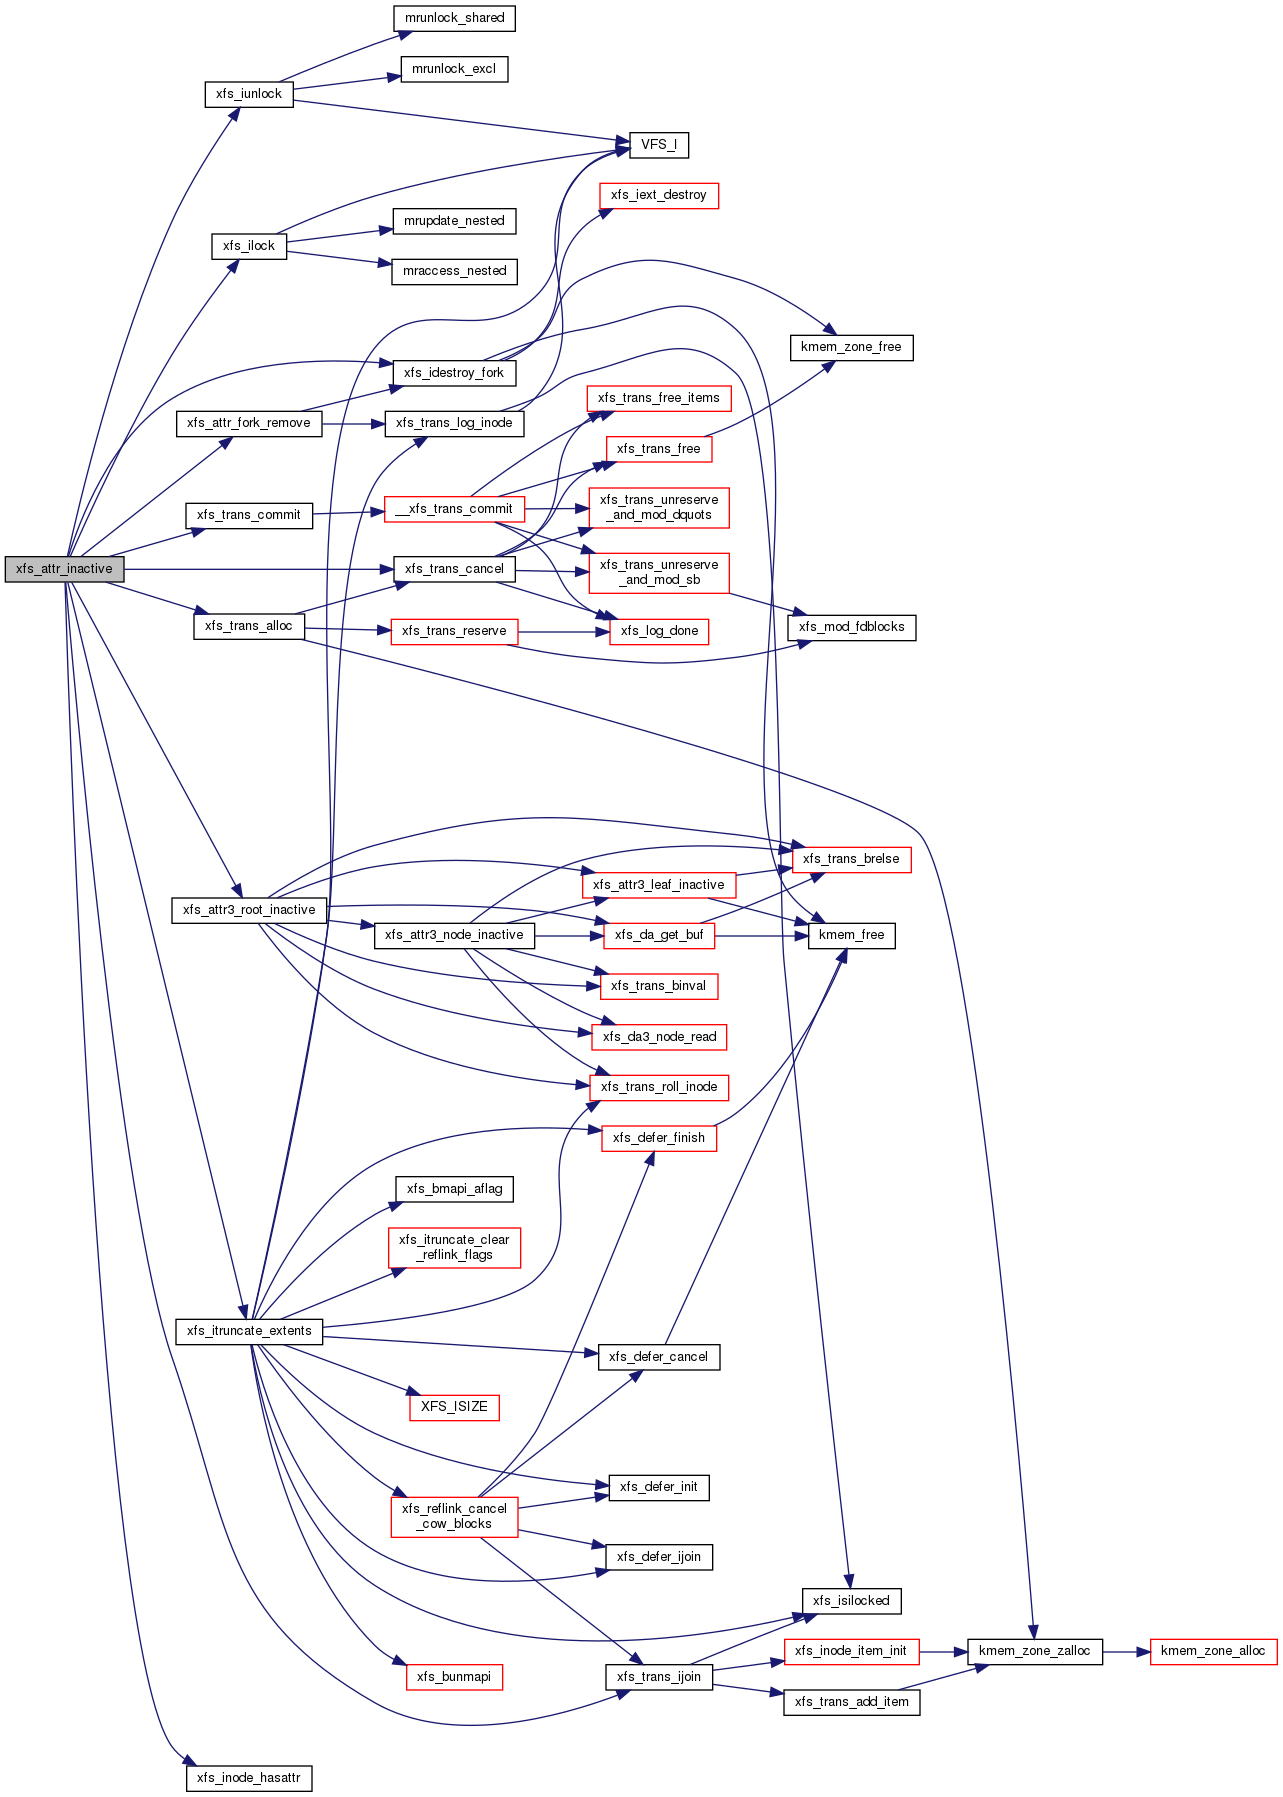 mrunlock_shared
mrunlock_excl
xfs_iunlock
VFS_I
xfs_iext_destroy
mrupdate_nested
xfs_ilock
mraccess_nested
kmem_zone_free
xfs_idestroy_fork
xfs_trans_free_items
xfs_attr_fork_remove
xfs_trans_log_inode
xfs_trans_free
xfs_trans_unreserve
_and_mod_dquots
xfs_trans_commit
__xfs_trans_commit
xfs_attr_inactive
xfs_trans_cancel
xfs_trans_unreserve
_and_mod_sb
xfs_trans_alloc
xfs_trans_reserve
xfs_log_done
xfs_mod_fdblocks
xfs_trans_brelse
xfs_attr3_leaf_inactive
xfs_attr3_root_inactive
xfs_attr3_node_inactive
xfs_da_get_buf
kmem_free
xfs_trans_binval
xfs_da3_node_read
xfs_trans_roll_inode
xfs_defer_finish
xfs_bmapi_aflag
xfs_itruncate_clear
_reflink_flags
xfs_itruncate_extents
xfs_defer_cancel
XFS_ISIZE
xfs_defer_init
xfs_reflink_cancel
_cow_blocks
xfs_defer_ijoin
xfs_isilocked
xfs_inode_item_init
kmem_zone_zalloc
kmem_zone_alloc
xfs_bunmapi
xfs_trans_ijoin
xfs_trans_add_item
xfs_inode_hasattr